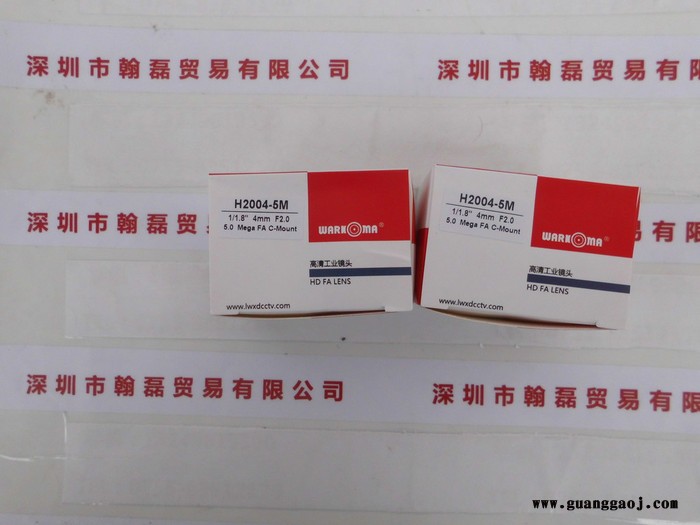 深圳市翰磊贸易有限公司
深圳市翰磊贸易有限
H2004-5M
1/1.8" 4mm F2.0
5.0 Mega FA C-Mount
WARKOMA®
高清工业镜头
HD FA LENS
www.lwxdcctv.com
H2004-5M
1/1.8" 4mm F2.0
5.0 Mega FA C-Mount
WARKOMA®
高清工业镜头
HD FA LENS
www.lwxdcctv.com
深圳市翰磊
有限
深圳市翰磊贸易有限公司
深圳市翰磊贸易有限
www.guanggaoj.com